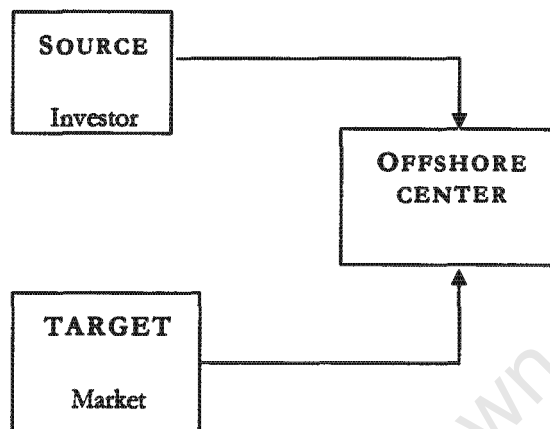 SOURCE
Investor
OFFSHORE
CENTER
TARGET
Market